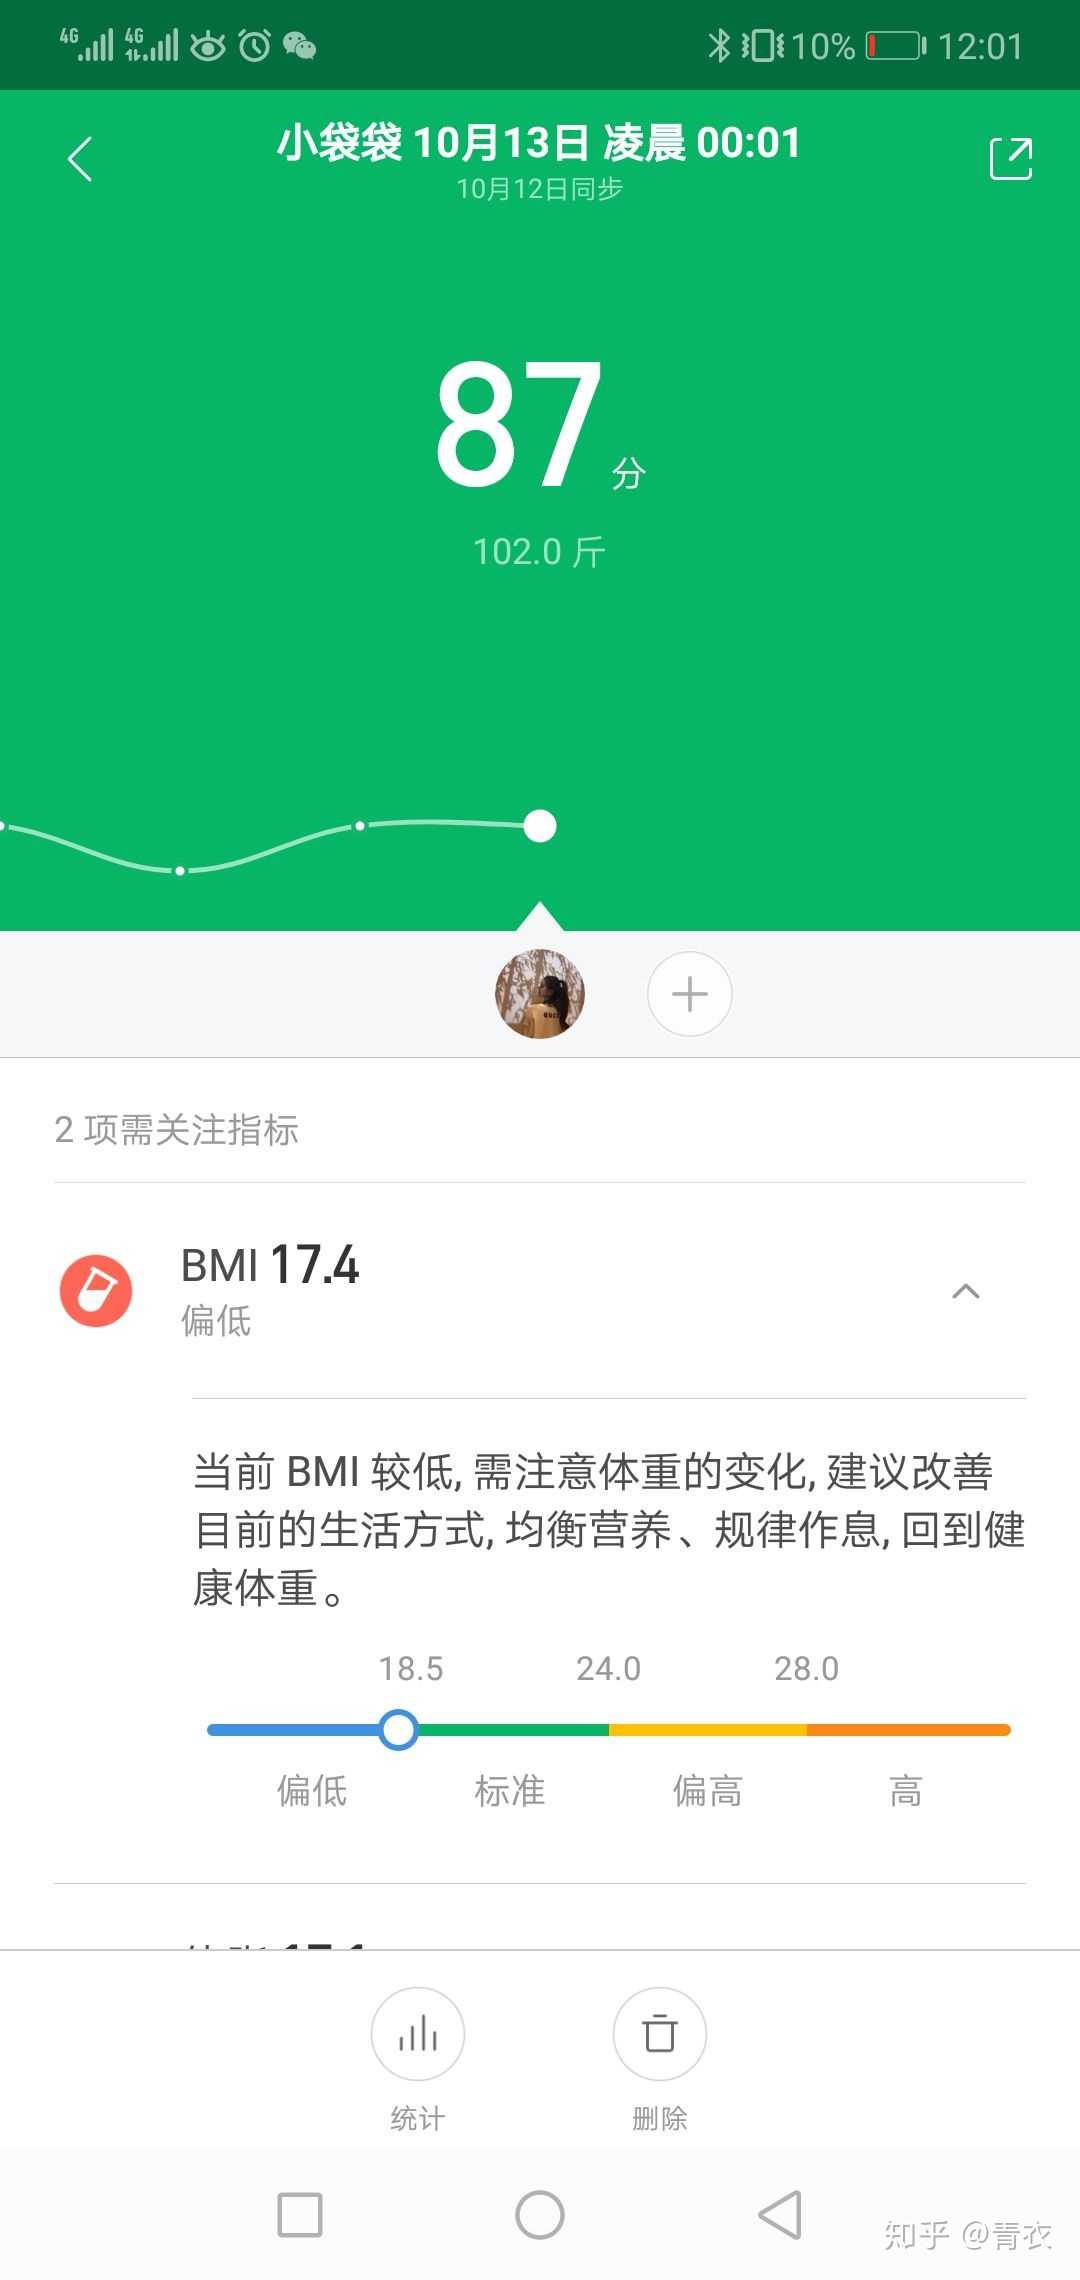 4G 4G 10% 12:01
小袋袋 10月13日 凌晨 00:01
10月12日同步
87分
102.0 斤
2 项需关注指标
BMI 17.4
偏低
当前 BMI 较低, 需注意体重的变化, 建议改善
目前的生活方式, 均衡营养、规律作息, 回到健
康体重。
18.5 24.0 28.0
偏低 标准 偏高 高
统计 删除
知乎 @青衣